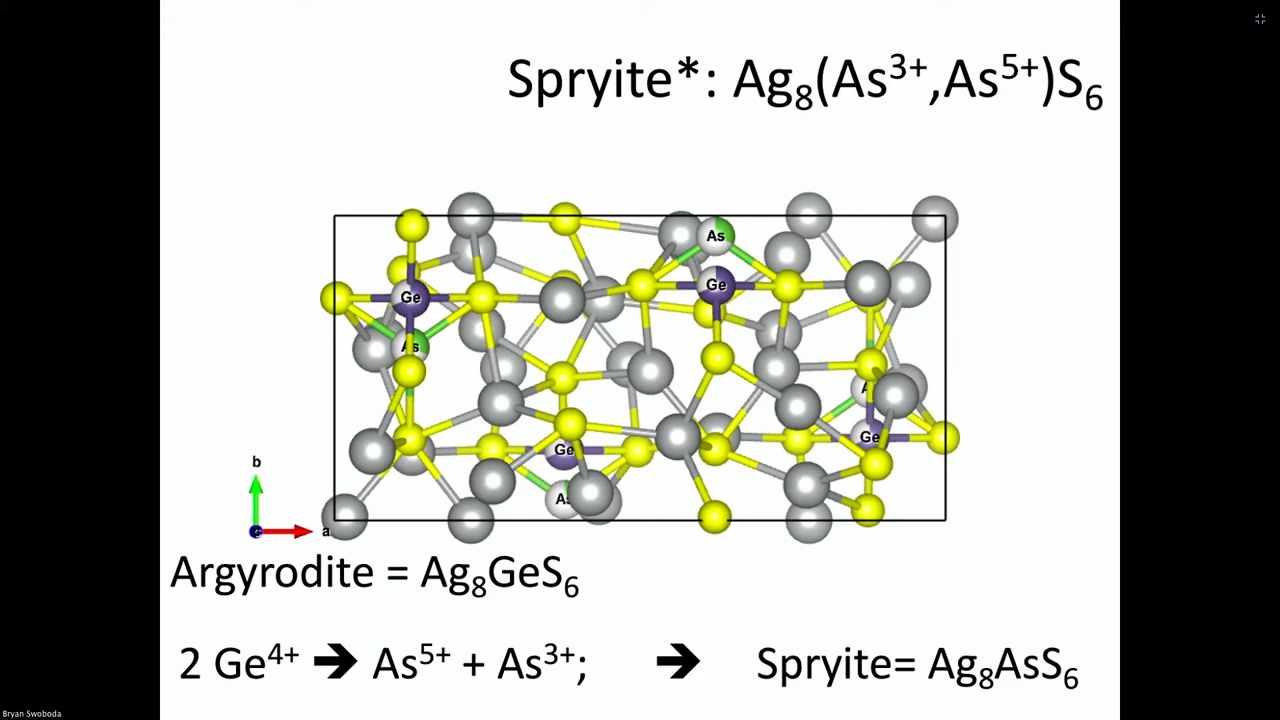 Spryite*: Ag₈(As³⁺,As⁵⁺)S₆
As
Ge
Ge
As
Ge
Ge
As
b
a
Argyrodite = Ag₈GeS₆
2 Ge⁴⁺ ➔ As⁵⁺ + As³⁺; ➔ Spryite= Ag₈AsS₆
Bryan Swoboda